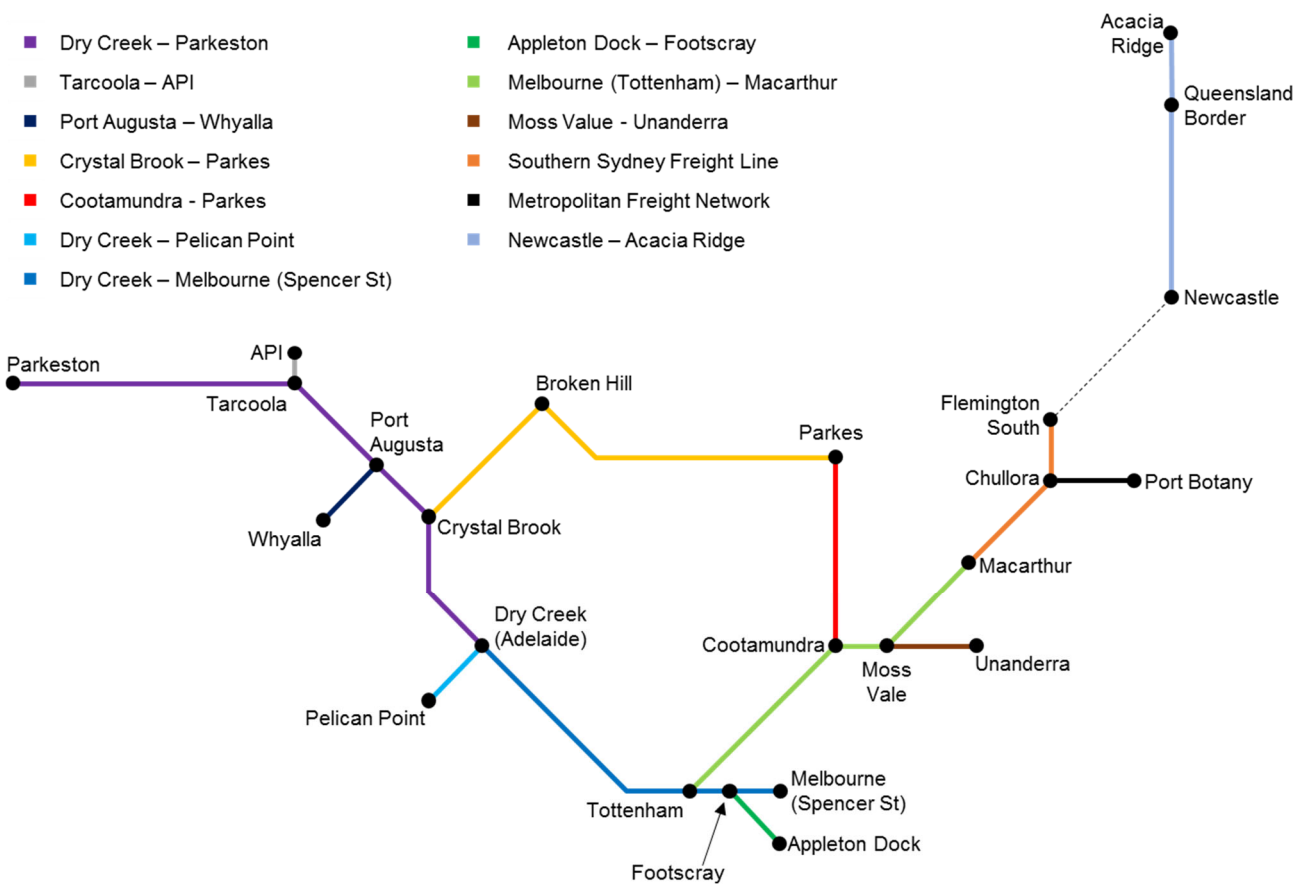 Dry Creek – Parkeston
Tarcoola – API
Port Augusta – Whyalla
Crystal Brook – Parkes
Cootamundra - Parkes
Dry Creek – Pelican Point
Dry Creek – Melbourne (Spencer St)
Appleton Dock – Footscray
Melbourne (Tottenham) – Macarthur
Moss Value - Unanderra
Southern Sydney Freight Line
Metropolitan Freight Network
Newcastle – Acacia Ridge
Acacia
Ridge
Queensland
Border
Newcastle
API
Parkeston
Tarcoola
Port
Augusta
Broken Hill
Flemington
South
Parkes
Chullora
Port Botany
Whyalla
Crystal Brook
Macarthur
Dry Creek
(Adelaide)
Cootamundra
Moss
Vale
Unanderra
Pelican Point
Melbourne
(Spencer St)
Tottenham
Appleton Dock
Footscray